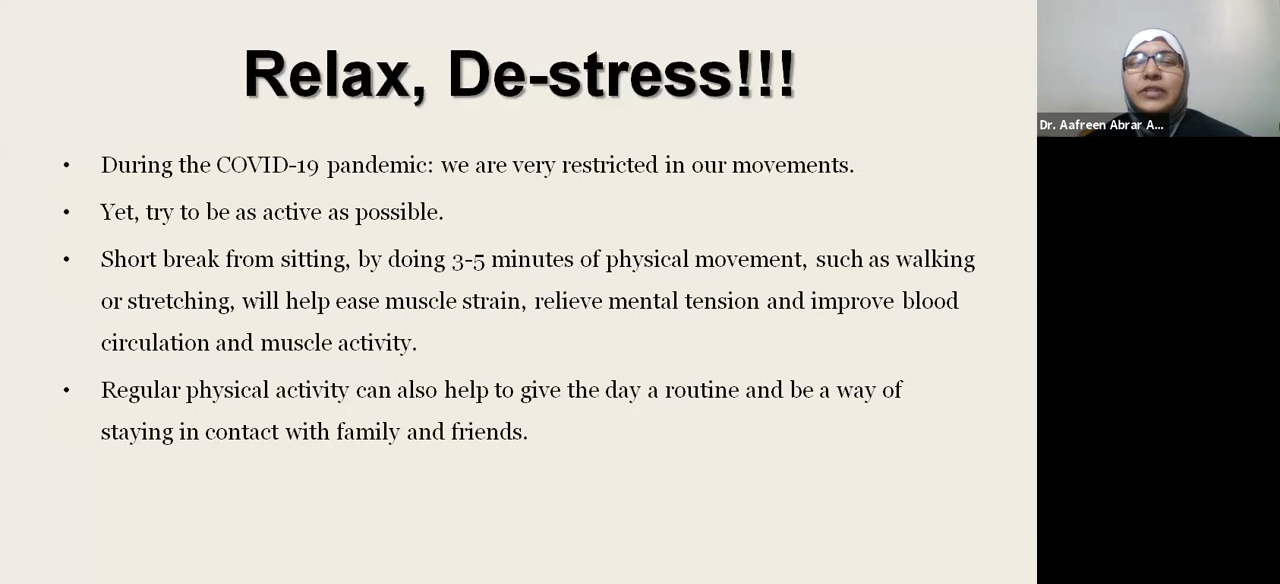 Relax, De-stress!!!
Dr. Aafreen Abrar A...
• During the COVID-19 pandemic: we are very restricted in our movements.
• Yet, try to be as active as possible.
• Short break from sitting, by doing 3-5 minutes of physical movement, such as walking
or stretching, will help ease muscle strain, relieve mental tension and improve blood
circulation and muscle activity.
• Regular physical activity can also help to give the day a routine and be a way of
staying in contact with family and friends.